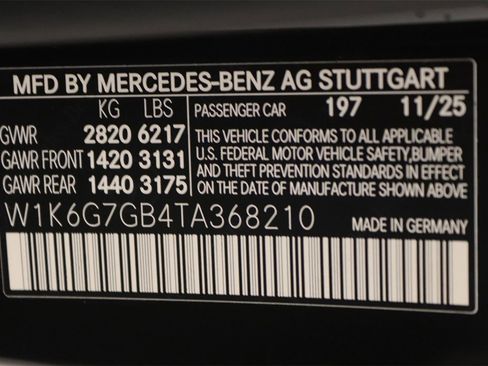 MFD BY MERCEDES-BENZ AG STUTTGART
KG LBS PASSENGER CAR 197 11/25
GVWR 2820 6217
GAWR FRONT 1420 3131
GAWR REAR 1440 3175
THIS VEHICLE CONFORMS TO ALL APPLICABLE
U.S. FEDERAL MOTOR VEHICLE SAFETY,BUMPER
AND THEFT PREVENTION STANDARDS IN EFFECT
ON THE DATE OF MANUFACTURE SHOWN ABOVE.
W1K6G7GB4TA368210 MADE IN GERMANY